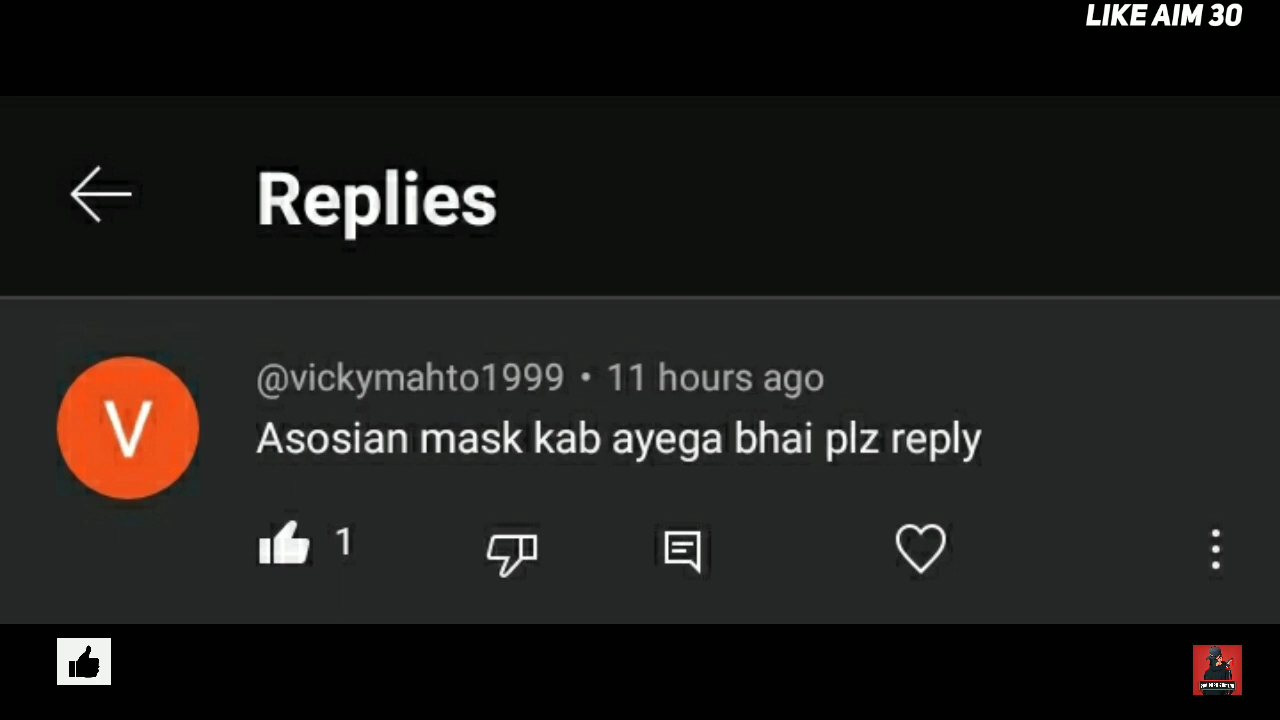 LIKE AIM 30
Replies
V
@vickymahto1999 • 11 hours ago
Asosian mask kab ayega bhai plz reply
1